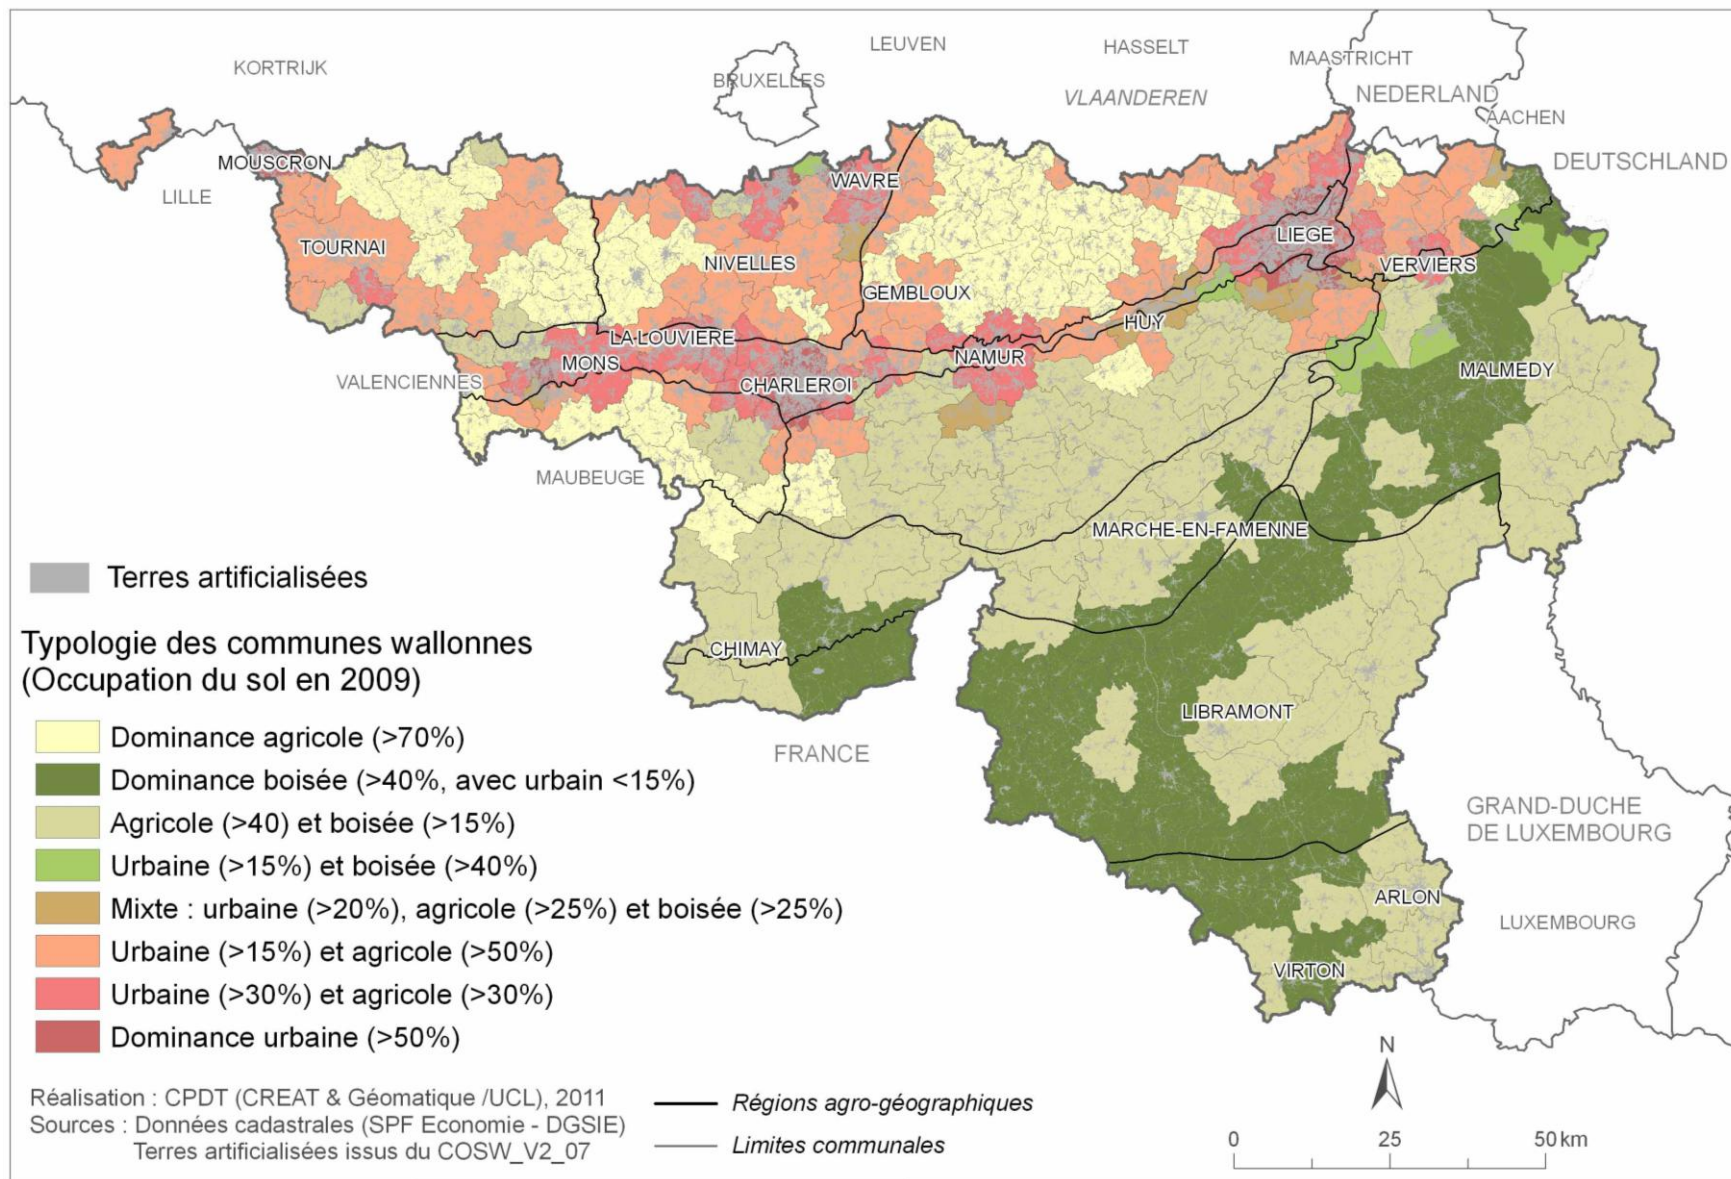 LEUVEN
HASSELT
MAASTRICHT
KORTRIJK
BRUXELLES
VLAANDEREN
NEDERLAND
AACHEN
DEUTSCHLAND
MOUSCRON
LILLE
WAVRE
TOURNAI
NIVELLES
LIEGE
VERVIERS
GEMBLOUX
HUY
LA LOUVIERE
NAMUR
MONS
VALENCIENNES
CHARLEROI
MALMEDY
MAUBEUGE
MARCHE-EN-FAMENNE
CHIMAY
LIBRAMONT
FRANCE
GRAND-DUCHE
DE LUXEMBOURG
ARLON
LUXEMBOURG
VIRTON
Terres artificialisées
Typologie des communes wallonnes
(Occupation du sol en 2009)
Dominance agricole (>70%)
Dominance boisée (>40%, avec urbain <15%)
Agricole (>40) et boisée (>15%)
Urbaine (>15%) et boisée (>40%)
Mixte : urbaine (>20%), agricole (>25%) et boisée (>25%)
Urbaine (>15%) et agricole (>50%)
Urbaine (>30%) et agricole (>30%)
Dominance urbaine (>50%)
Réalisation : CPDT (CREAT & Géomatique /UCL), 2011
Sources : Données cadastrales (SPF Economie - DGSIE)
Terres artificialisées issus du COSW_V2_07
Régions agro-géographiques
Limites communales
N
0 25 50 km